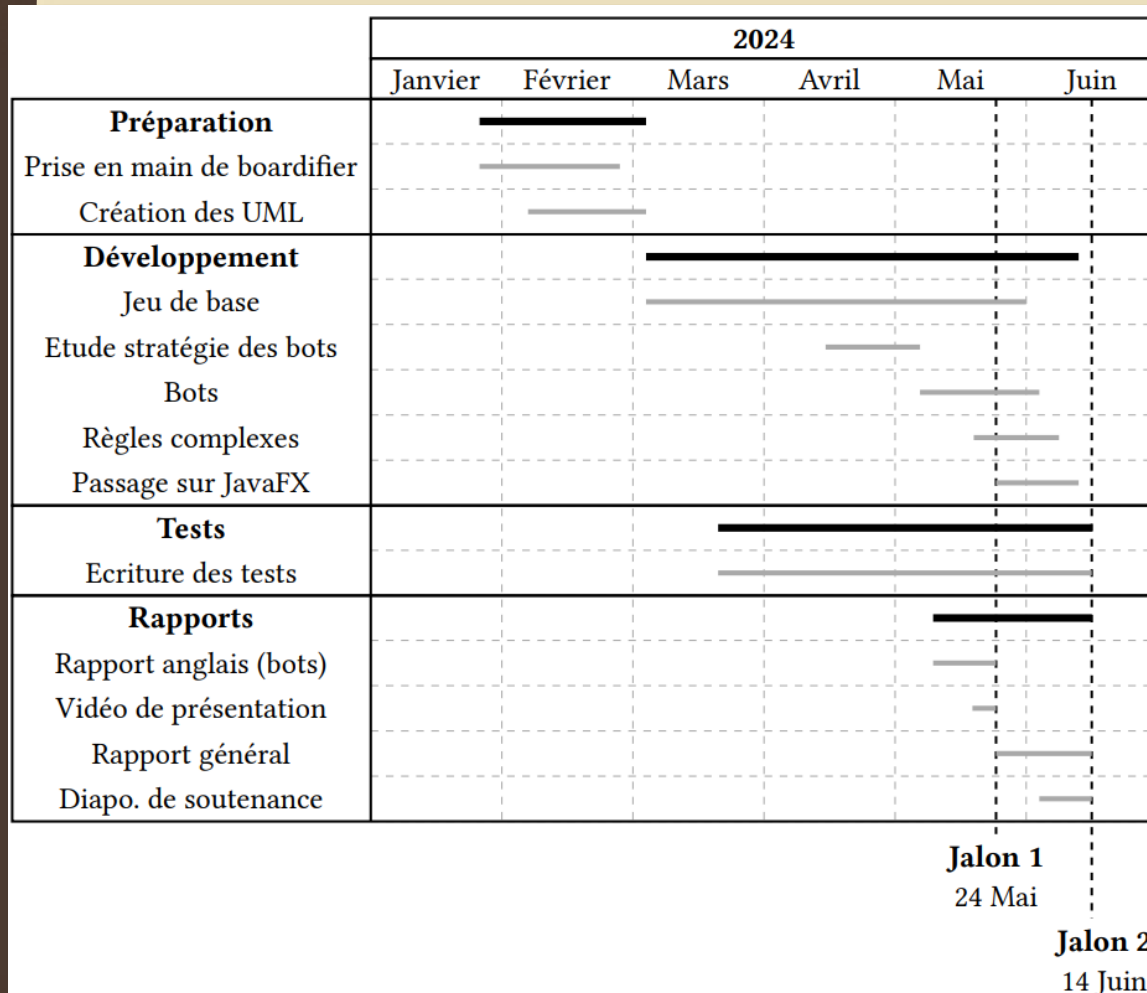 2024
Janvier Février Mars Avril Mai Juin
Préparation
Prise en main de boardifier
Création des UML
Développement
Jeu de base
Etude stratégie des bots
Bots
Règles complexes
Passage sur JavaFX
Tests
Ecriture des tests
Rapports
Rapport anglais (bots)
Vidéo de présentation
Rapport général
Diapo. de soutenance
Jalon 1
24 Mai
Jalon 2
14 Juin